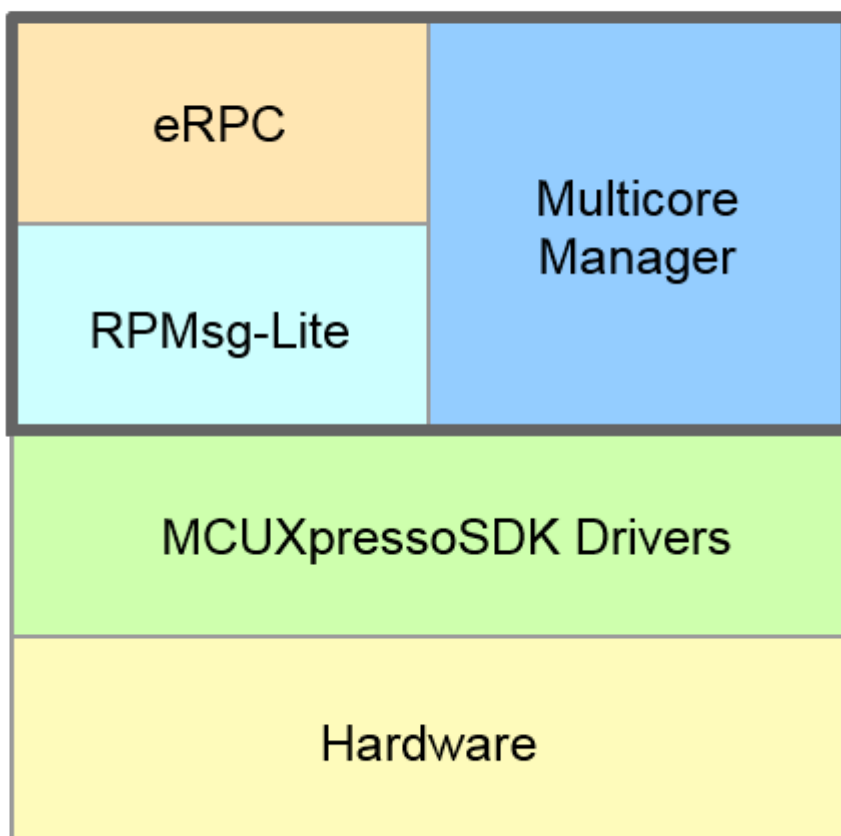 eRPC
Multicore
Manager
RPMsg-Lite
MCUXpressoSDK Drivers
Hardware